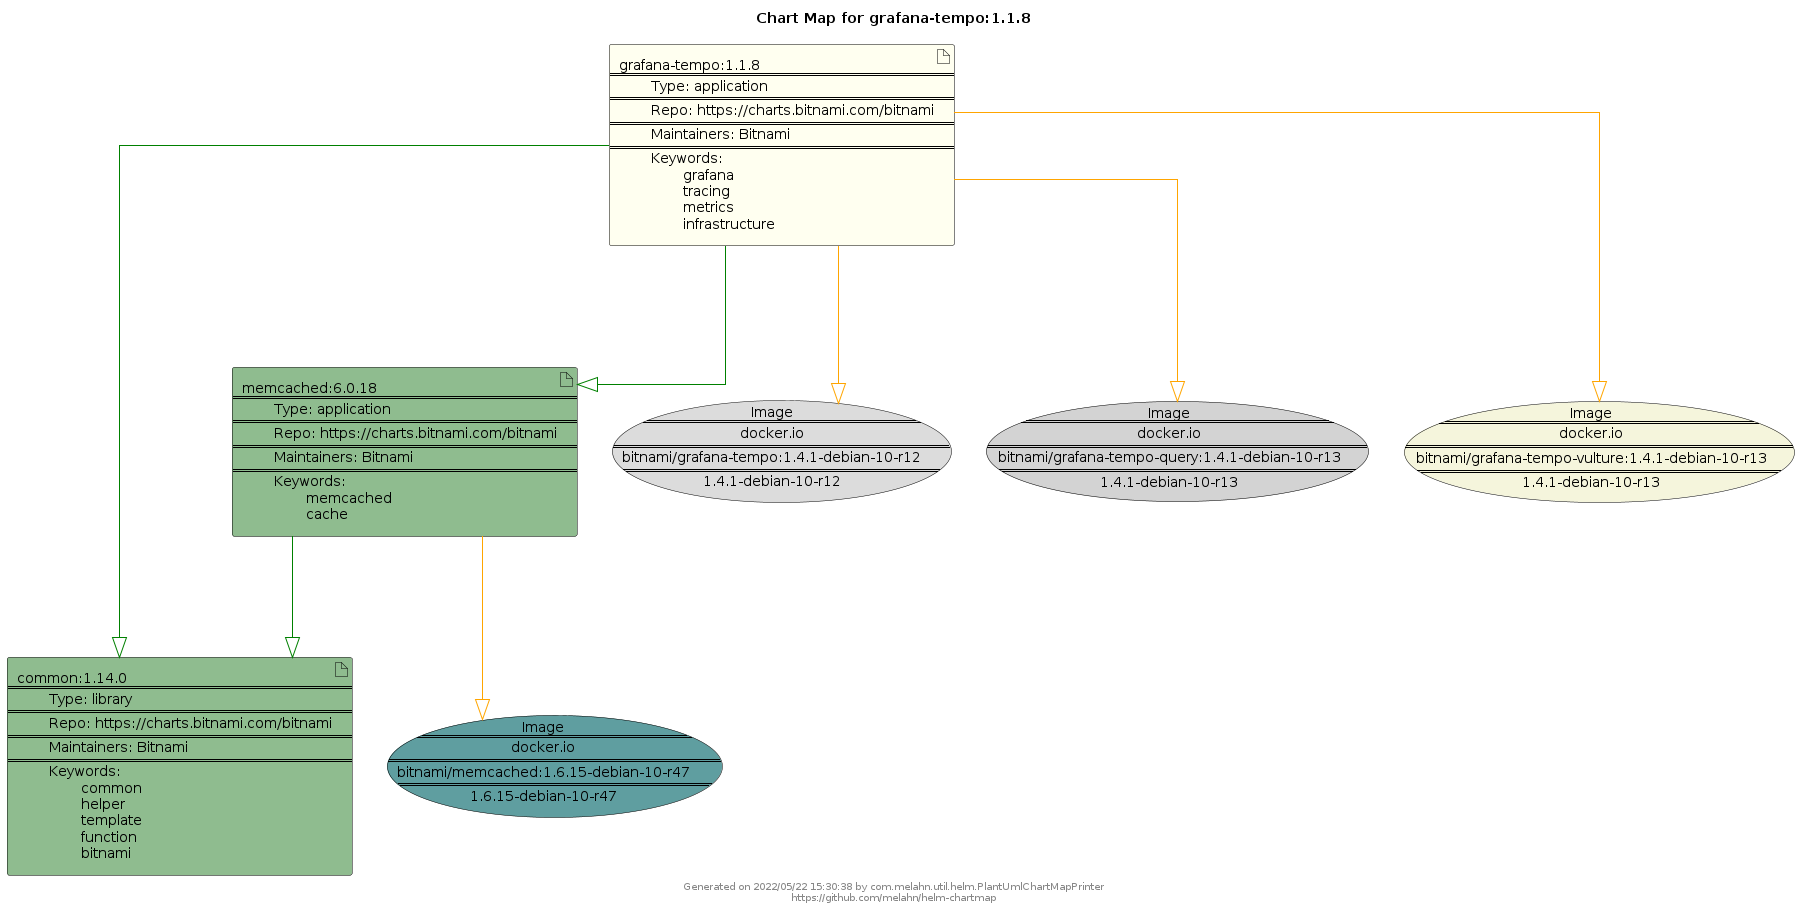 Chart Map for grafana-tempo:1.1.8
grafana-tempo:1.1.8
Type: application
Repo: https://charts.bitnami.com/bitnami
Maintainers: Bitnami
Keywords:
grafana
tracing
metrics
infrastructure
memcached:6.0.18
Type: application
Repo: https://charts.bitnami.com/bitnami
Maintainers: Bitnami
Keywords:
memcached
cache
Image
docker.io
bitnami/grafana-tempo:1.4.1-debian-10-r12
1.4.1-debian-10-r12
Image
docker.io
bitnami/grafana-tempo-query:1.4.1-debian-10-r13
1.4.1-debian-10-r13
Image
docker.io
bitnami/grafana-tempo-vulture:1.4.1-debian-10-r13
1.4.1-debian-10-r13
common:1.14.0
Type: library
Repo: https://charts.bitnami.com/bitnami
Maintainers: Bitnami
Keywords:
common
helper
template
function
bitnami
Image
docker.io
bitnami/memcached:1.6.15-debian-10-r47
1.6.15-debian-10-r47
Generated on 2022/05/22 15:30:38 by com.melahn.util.helm.PlantUmlChartMapPrinter
https://github.com/melahn/helm-chartmap